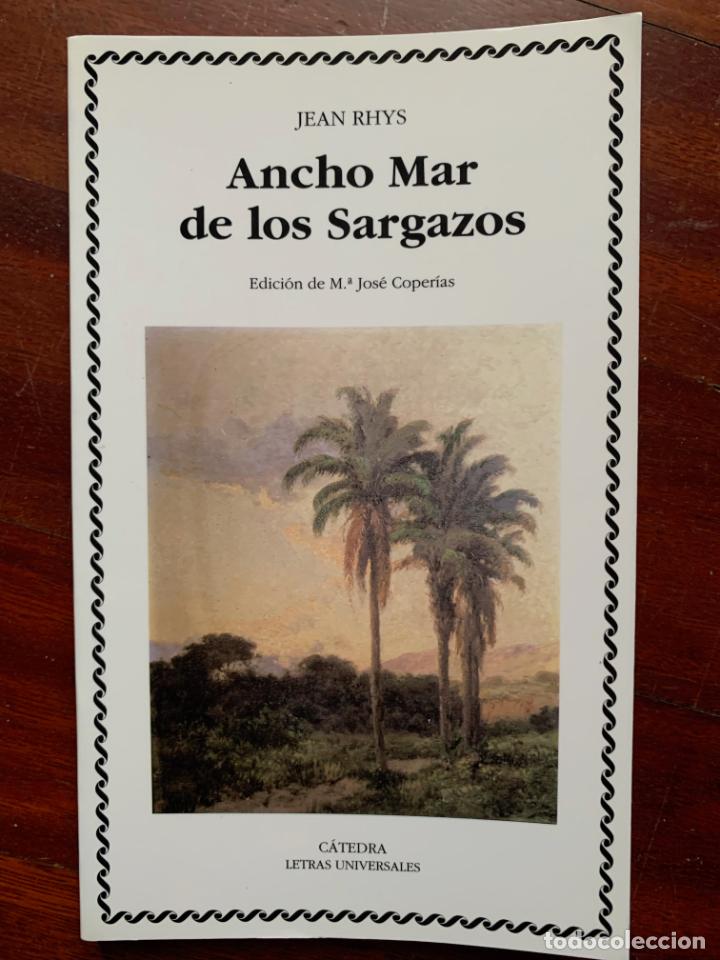 JEAN RHYS
Ancho Mar
de los Sargazos
Edición de M.ª José Coperías
CÁTEDRA
LETRAS UNIVERSALES
todocoleccion